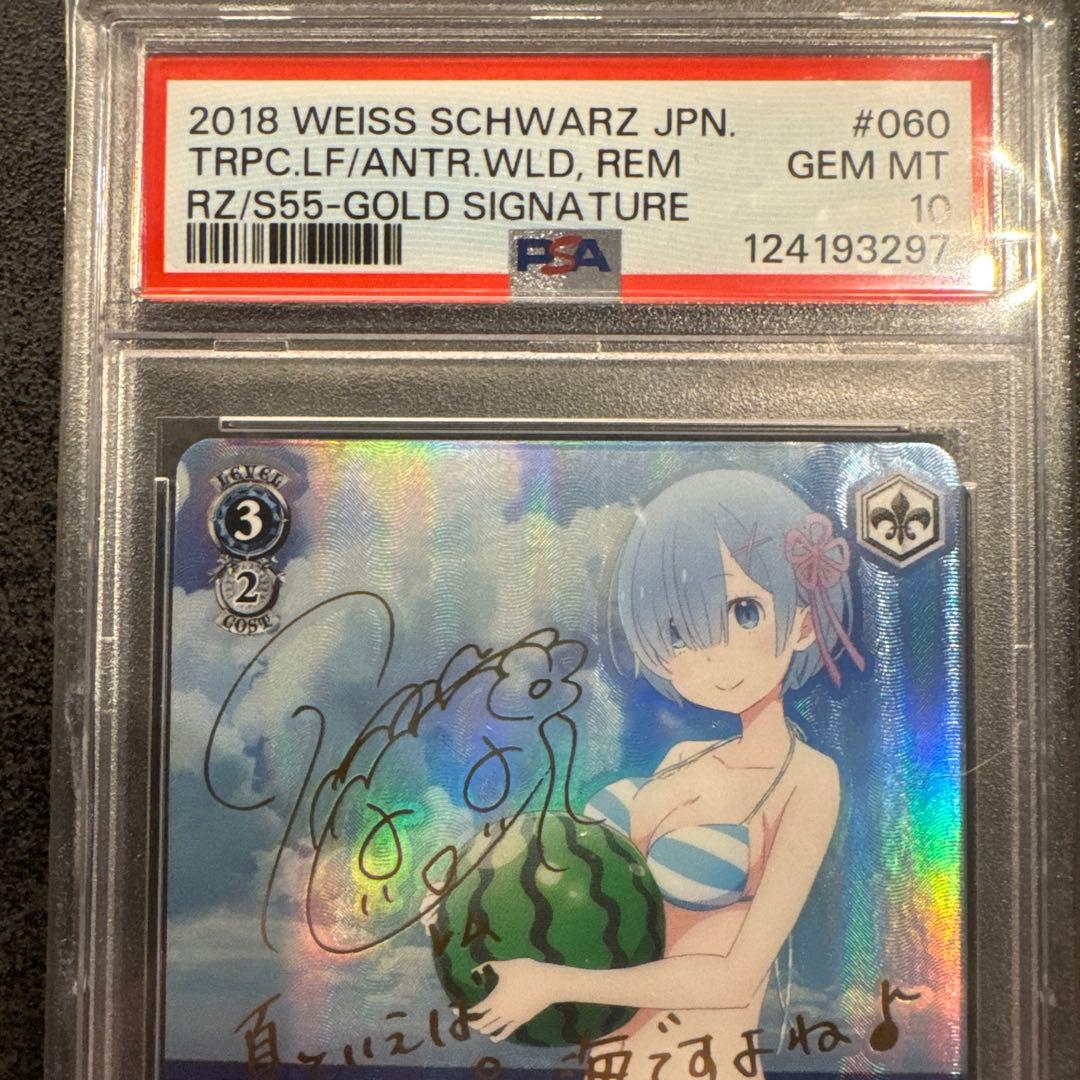 2018 WEISS SCHWARZ JPN. #060
TRPC.LF/ANTR.WLD, REM GEM MT
RZ/S55-GOLD SIGNATURE 10
PSA 124193297
LEVEL
3
2
COST
夏といえば 海ですよね♪